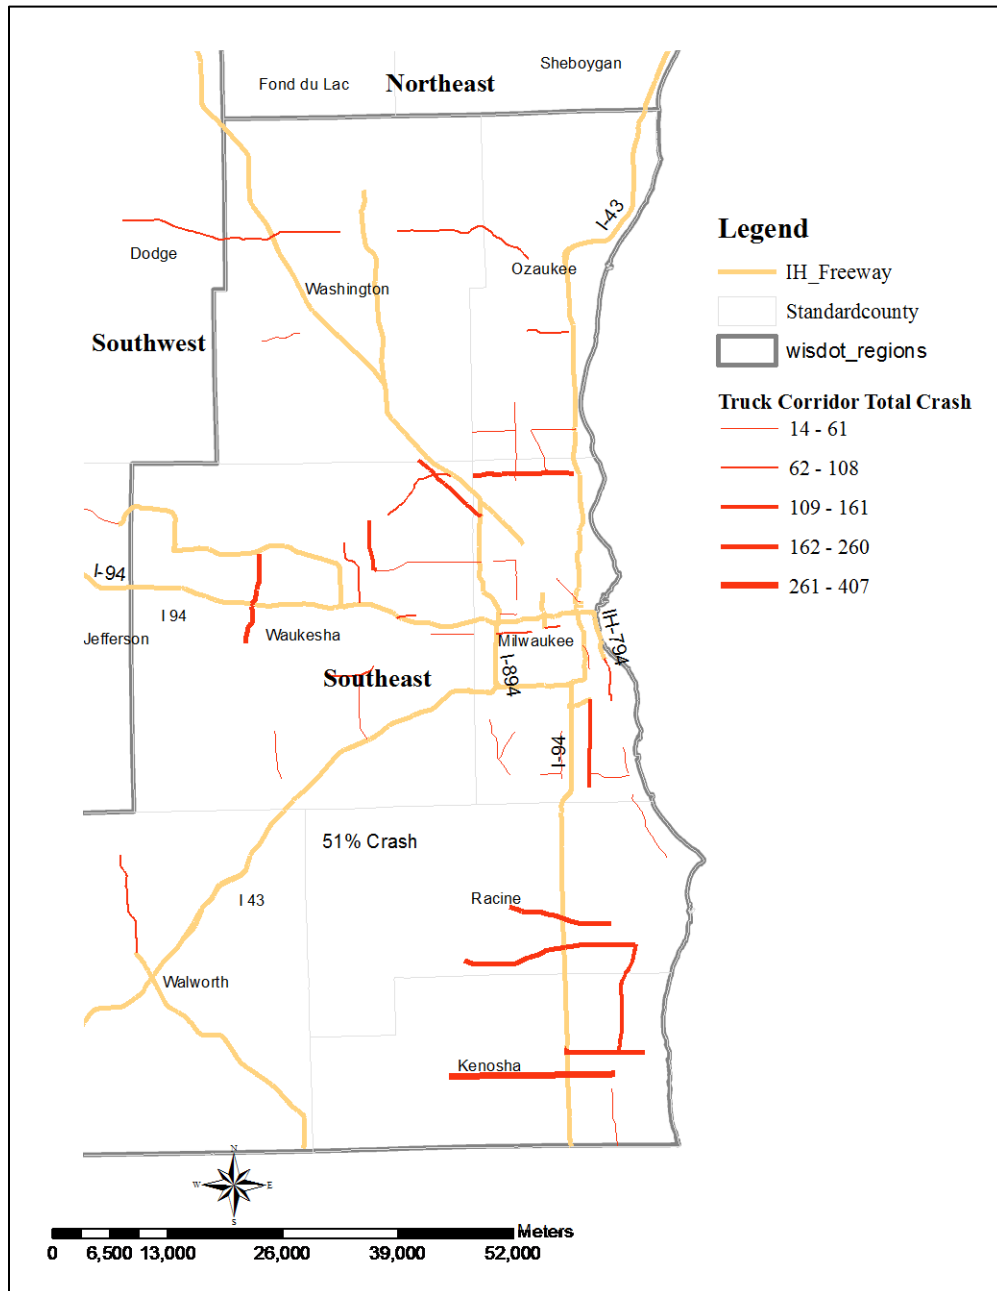 Sheboygan
Fond du Lac
Northeast
I-43
Dodge
Ozaukee
Washington
Southwest
I-94
I 94
Jefferson
Waukesha
Milwaukee
IH-794
I-894
Southeast
I-94
51% Crash
I 43
Racine
Walworth
Kenosha
Legend
IH_Freeway
Standardcounty
wisdot_regions
Truck Corridor Total Crash
14 - 61
62 - 108
109 - 161
162 - 260
261 - 407
N
W
E
S
Meters
0 6,500 13,000 26,000 39,000 52,000